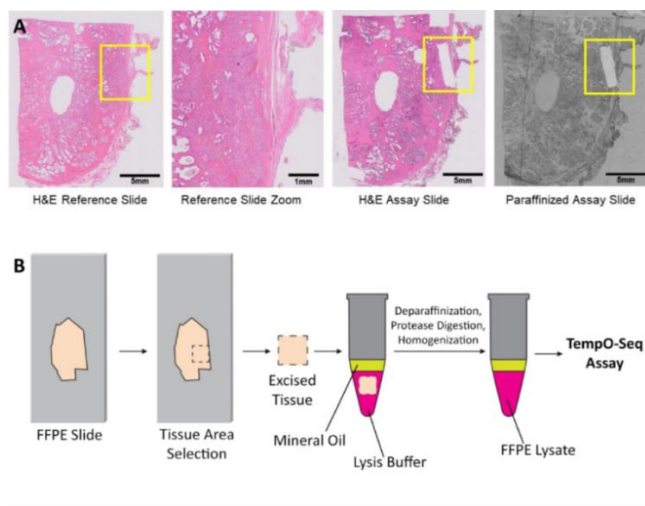 A
5mm
1mm
5mm
5mm
H&E Reference Slide
Reference Slide Zoom
H&E Assay Slide
Paraffinized Assay Slide
B
Deparaffinization,
Protease Digestion,
Homogenization
TempO-Seq
Assay
Excised
Tissue
Mineral Oil
Lysis Buffer
FFPE Lysate
FFPE Slide
Tissue Area
Selection